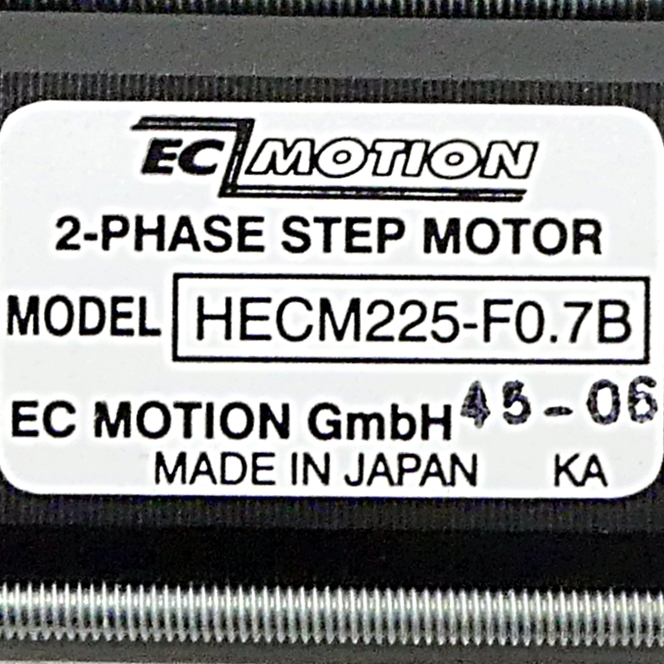 EC MOTION
2-PHASE STEP MOTOR
MODEL HECM225-F0.7B
EC MOTION GmbH 45-06
MADE IN JAPAN KA